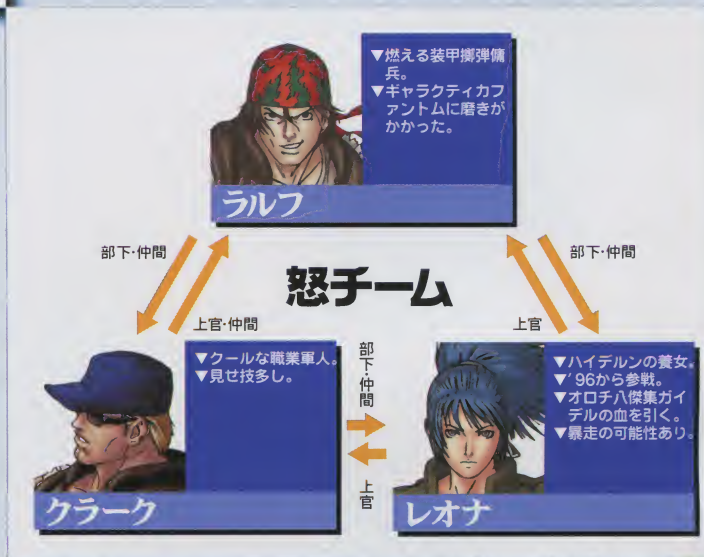 ▼燃える装甲擲弾傭
兵。
▼ギャラクティカフ
ァントムに磨きが
かかった。
ラルフ
部下・仲間
上官・仲間
怒チーム
部下・仲間
上官
▼クールな職業軍人。
▼見せ技多し。
クラーク
部下・仲間
上官
▼ハイデルンの養女。
▼'96から参戦。
▼オロチ八傑集ガイ
デルの血を引く。
▼暴走の可能性あり。
レオナ